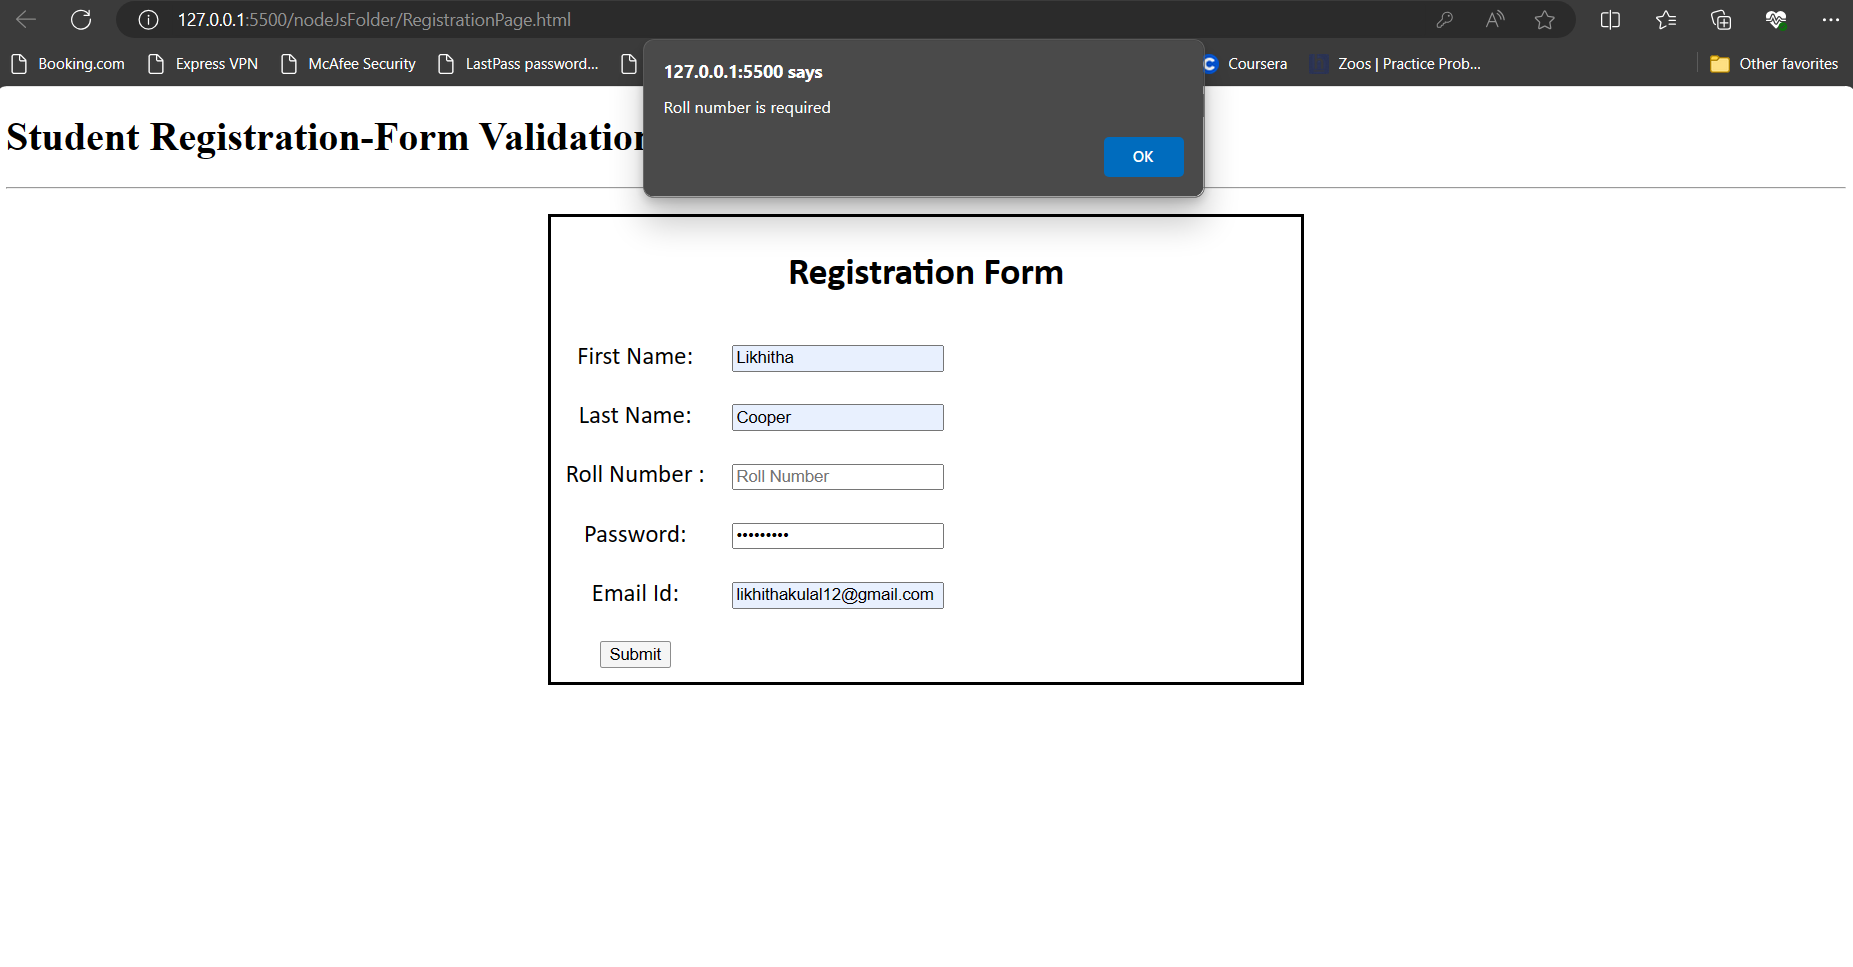 127.0.0.1:5500/nodeJsFolder/RegistrationPage.html
Booking.com Express VPN McAfee Security LastPass password... Coursera Zoos | Practice Prob... Other favorites
127.0.0.1:5500 says
Roll number is required
OK
Student Registration-Form Validation
Registration Form
First Name: Likhitha
Last Name: Cooper
Roll Number : Roll Number
Password: •••••••••
Email Id: likhithakulal12@gmail.com
Submit